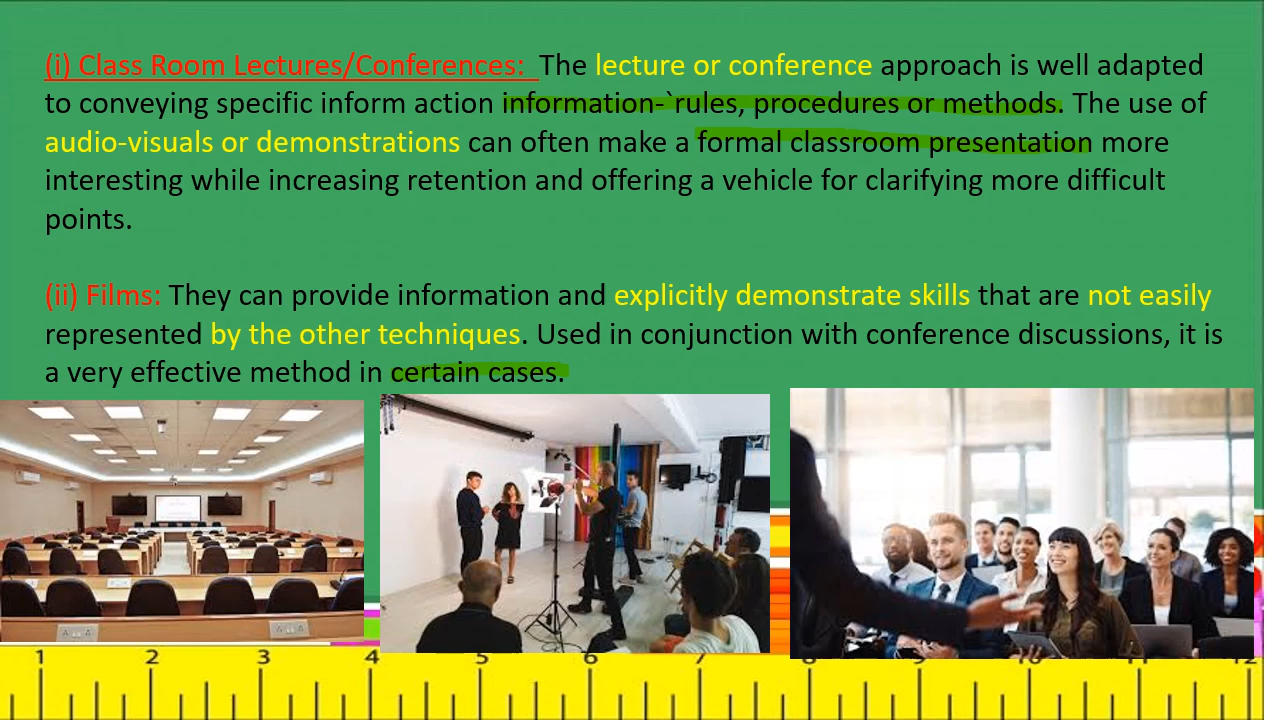 (i) Class Room Lectures/Conferences: The lecture or conference approach is well adapted
to conveying specific inform action information-`rules, procedures or methods. The use of
audio-visuals or demonstrations can often make a formal classroom presentation more
interesting while increasing retention and offering a vehicle for clarifying more difficult
points.
(ii) Films: They can provide information and explicitly demonstrate skills that are not easily
represented by the other techniques. Used in conjunction with conference discussions, it is
a very effective method in certain cases.
1 2 3 4 5 6 7 8 9 10 11 12